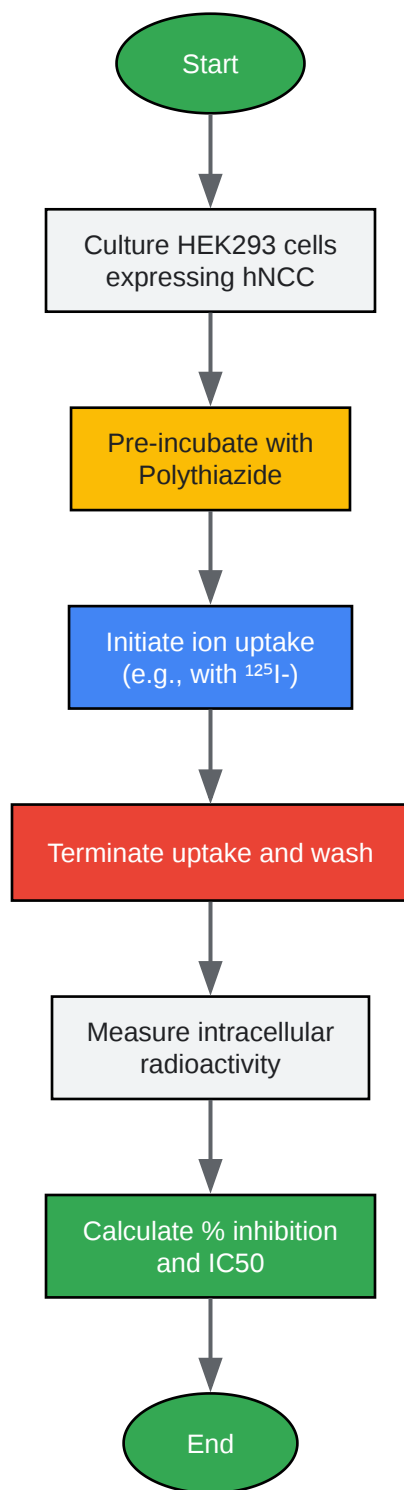 Start
Culture HEK293 cells
expressing hNCC
Pre-incubate with
Polythiazide
Initiate ion uptake
(e.g., with ¹²⁵I-)
Terminate uptake and wash
Measure intracellular
radioactivity
Calculate % inhibition
and IC50
End